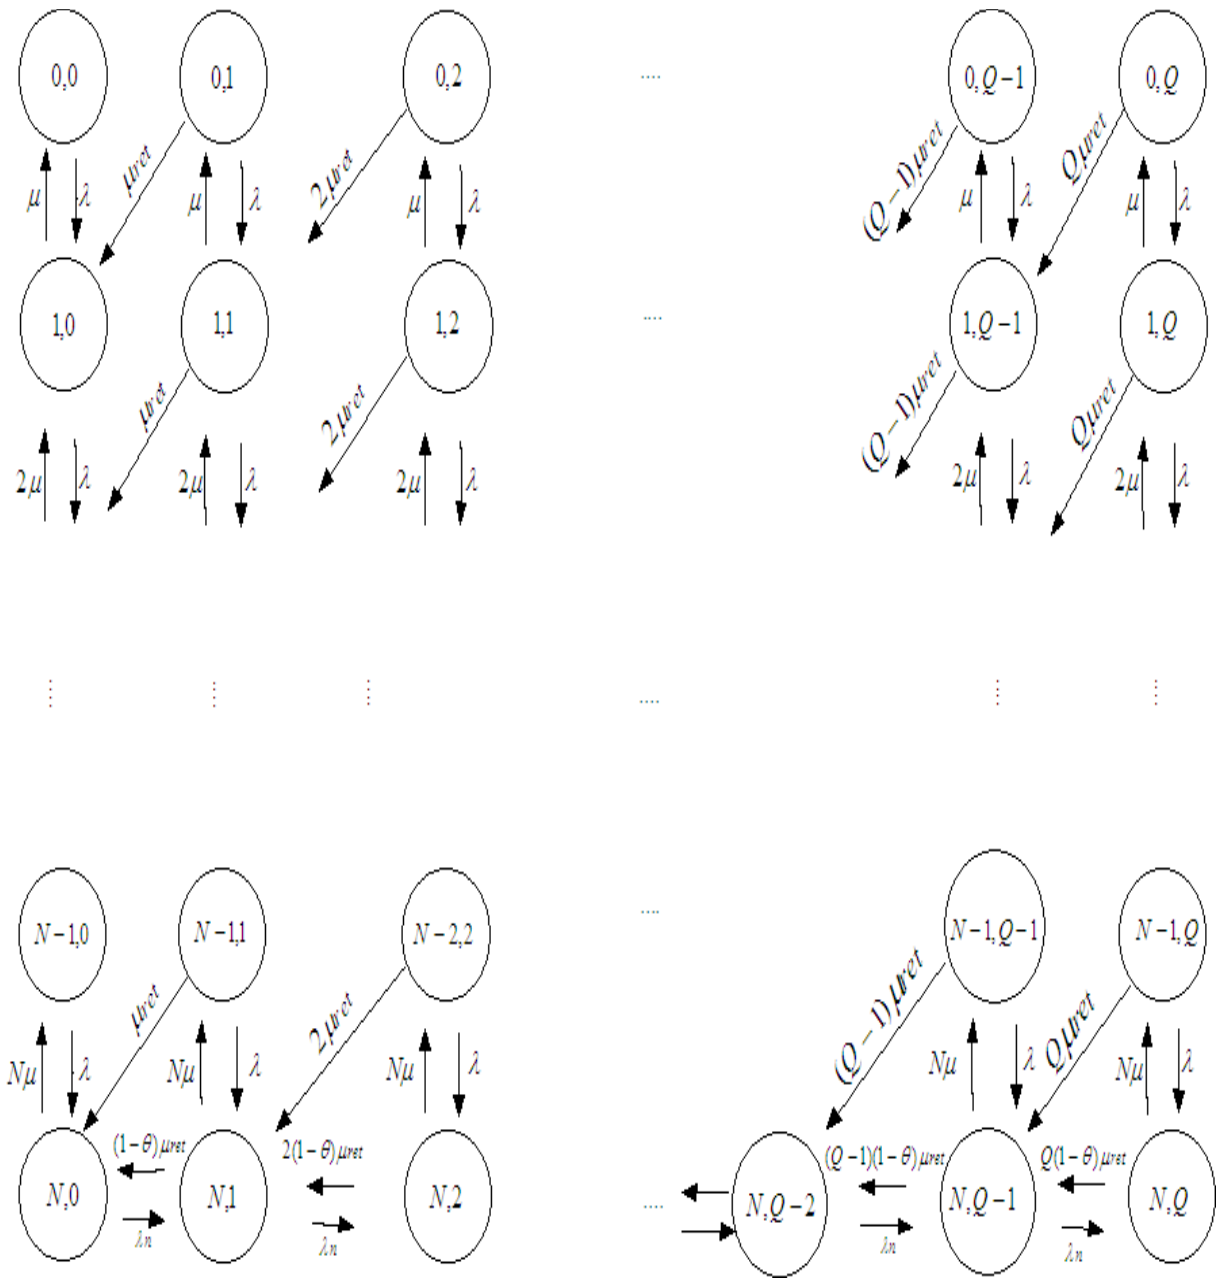 0,0 0,1 0,2 .... 0,Q−1 0,Q
μret 2μret (Q−1)μret Qμret
μ λ μ λ μ λ μ λ μ λ
1,0 1,1 1,2 .... 1,Q−1 1,Q
μret 2μret (Q−1)μret Qμret
2μ λ 2μ λ 2μ λ 2μ λ 2μ λ
....
N−1,0 N−1,1 N−2,2 .... N−1,Q−1 N−1,Q
μret 2μret (Q−1)μret Qμret
Nμ λ Nμ λ Nμ λ Nμ λ Nμ λ
(1−θ)μret 2(1−θ)μret (Q−1)(1−θ)μret Q(1−θ)μret
N,0 N,1 N,2 .... N,Q−2 N,Q−1 N,Q
λn λn λn λn